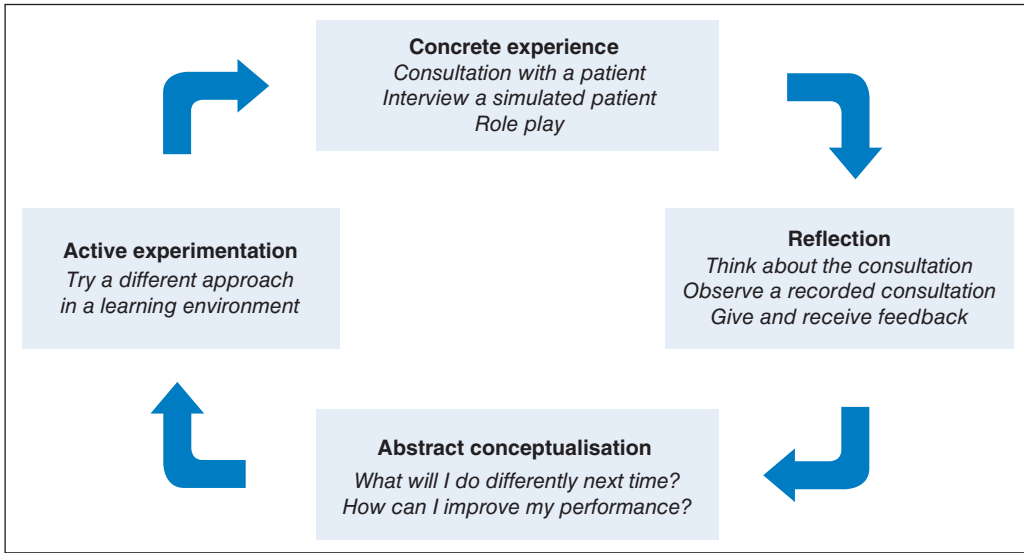 Concrete experience
Consultation with a patient
Interview a simulated patient
Role play
Reflection
Think about the consultation
Observe a recorded consultation
Give and receive feedback
Abstract conceptualisation
What will I do differently next time?
How can I improve my performance?
Active experimentation
Try a different approach
in a learning environment